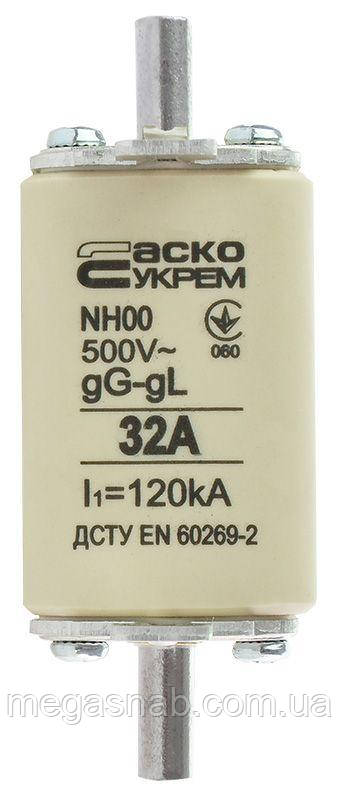 аско
УКРЕМ
NH00
500V~
060
gG-gL
32A
I₁=120kA
ДСТУ EN 60269-2
megasnab.com.ua